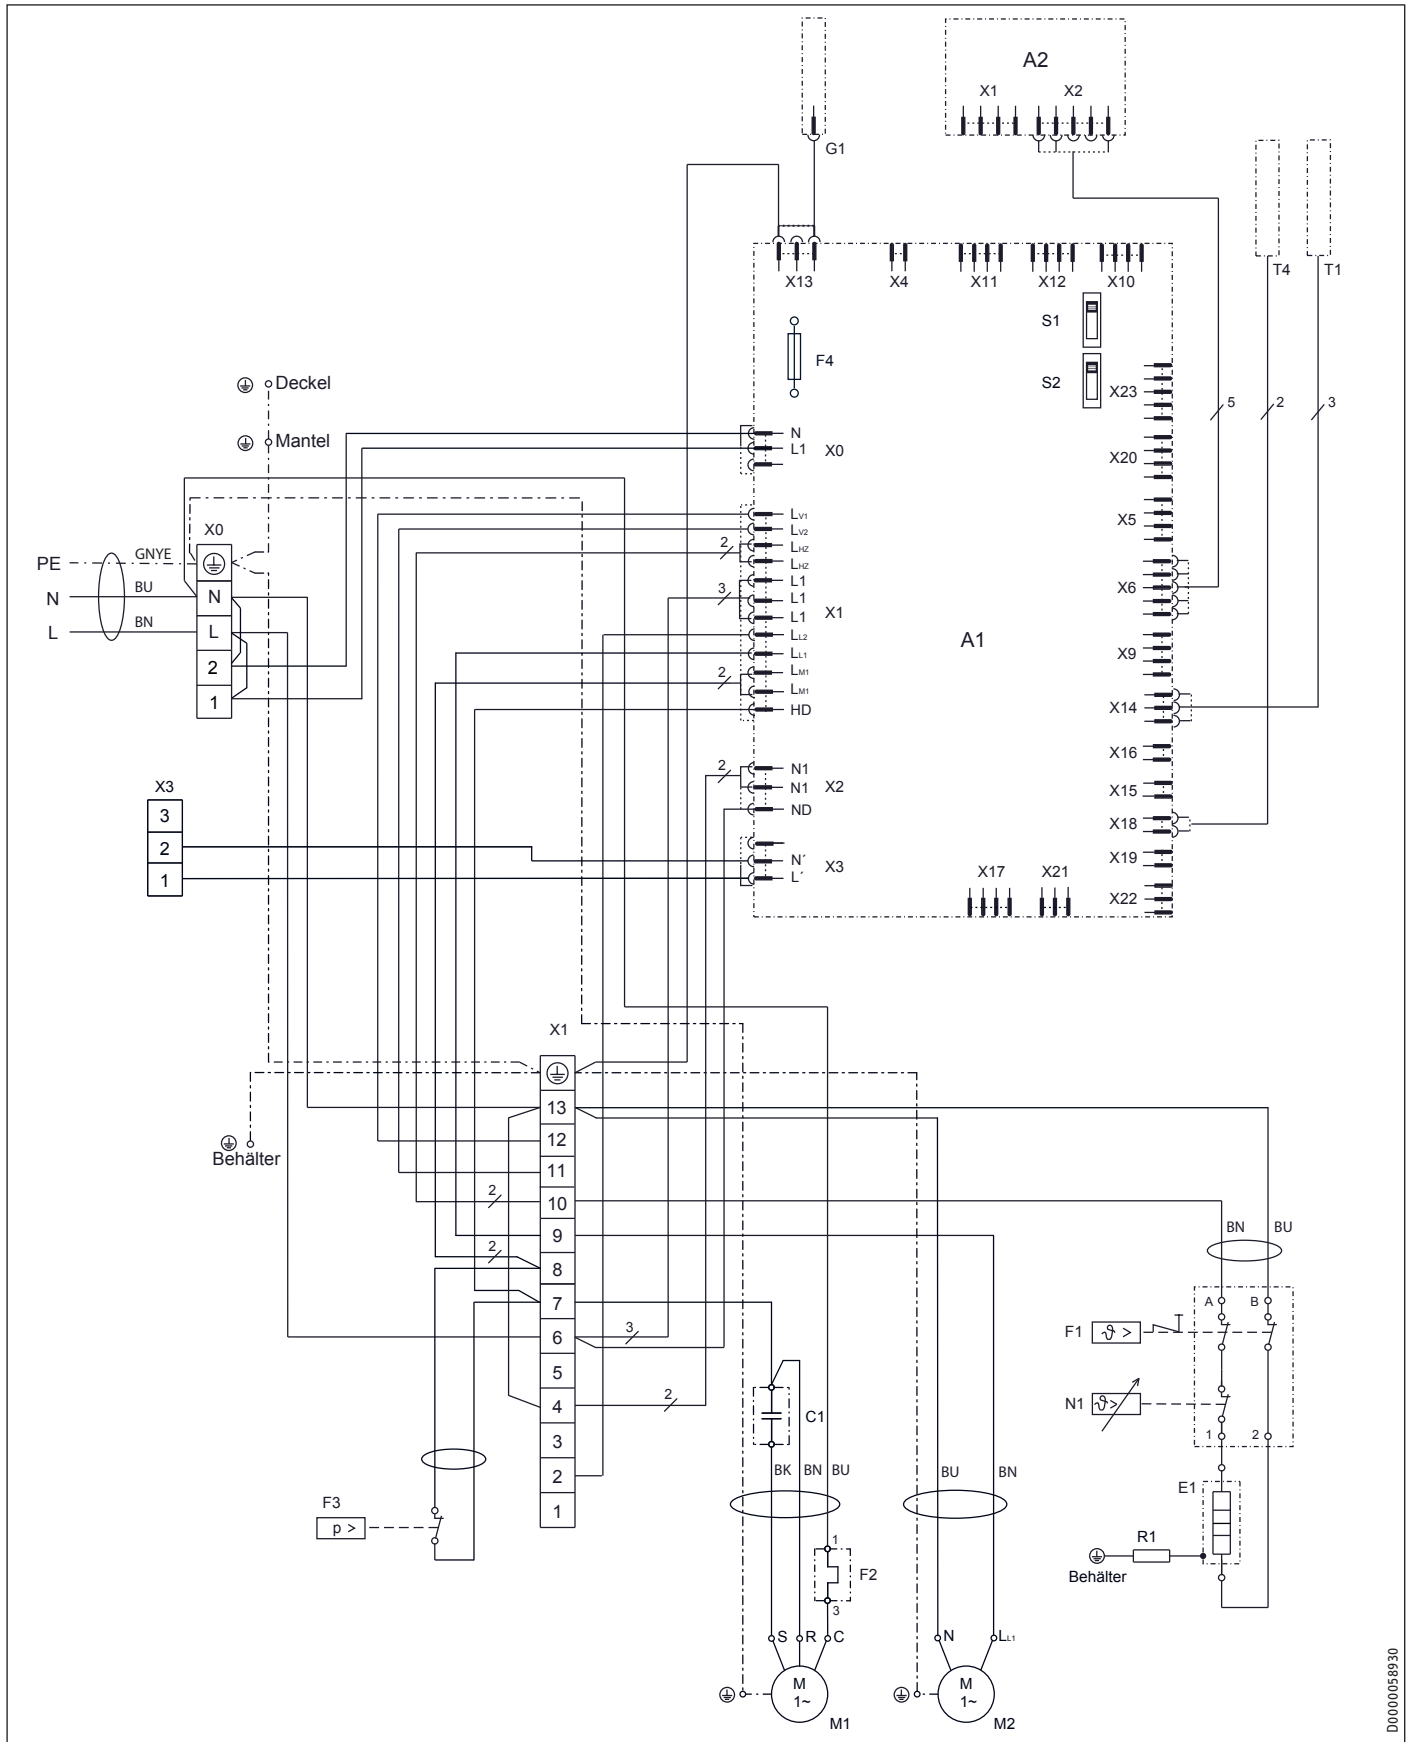 A2
X1 X2
G1
T4 T1
X13 X4 X11 X12 X10
S1
F4
S2
X23
5 2 3
Deckel
Mantel
N
L1 X0
X20
X5
X6
X9
X14
X16
X15
X18
X19
X22
X17 X21
A1
LV1
LV2
2 LHZ
LHZ
L1
3 L1
L1 X1
LL2
LL1
2 LM1
LM1
HD
2 N1
N1 X2
ND
N´ X3
L´
X0
PE GNYE
N BU N
L BN L
2
1
X3
3
2
1
X1
13
12
11
2 10
9
2 8
7
6 3
5
4 2
3
2
1
Behälter
F3
p >
C1
BK BN BU
1
F2
3
S R C
M
1~
M1
BU BN
N LL1
M
1~
M2
BN BU
A B
F1 ϑ >
N1 ϑ>
1 2
E1
R1
Behälter
D0000058930